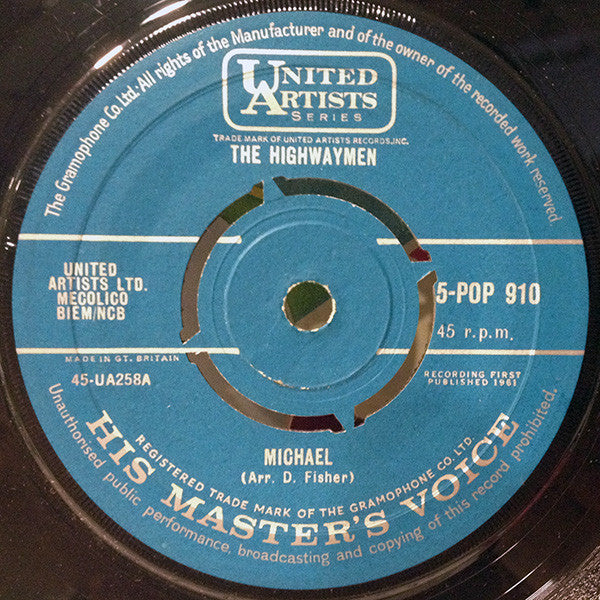 The Gramophone Co. Ltd. · All rights of the Manufacturer and of the owner of the recorded work reserved
UNITED
ARTISTS
SERIES
TRADE MARK OF UNITED ARTISTS RECORDS,INC.
THE HIGHWAYMEN
UNITED
ARTISTS LTD.
MECOLICO
BIEM/NCB
5-POP 910
45 r.p.m.
MADE IN GT. BRITAIN
45-UA258A
RECORDING FIRST
PUBLISHED 1961
MICHAEL
(Arr. D. Fisher)
REGISTERED TRADE MARK OF THE GRAMOPHONE CO. LTD.
HIS MASTER'S VOICE
Unauthorised public performance, broadcasting and copying of this record prohibited.